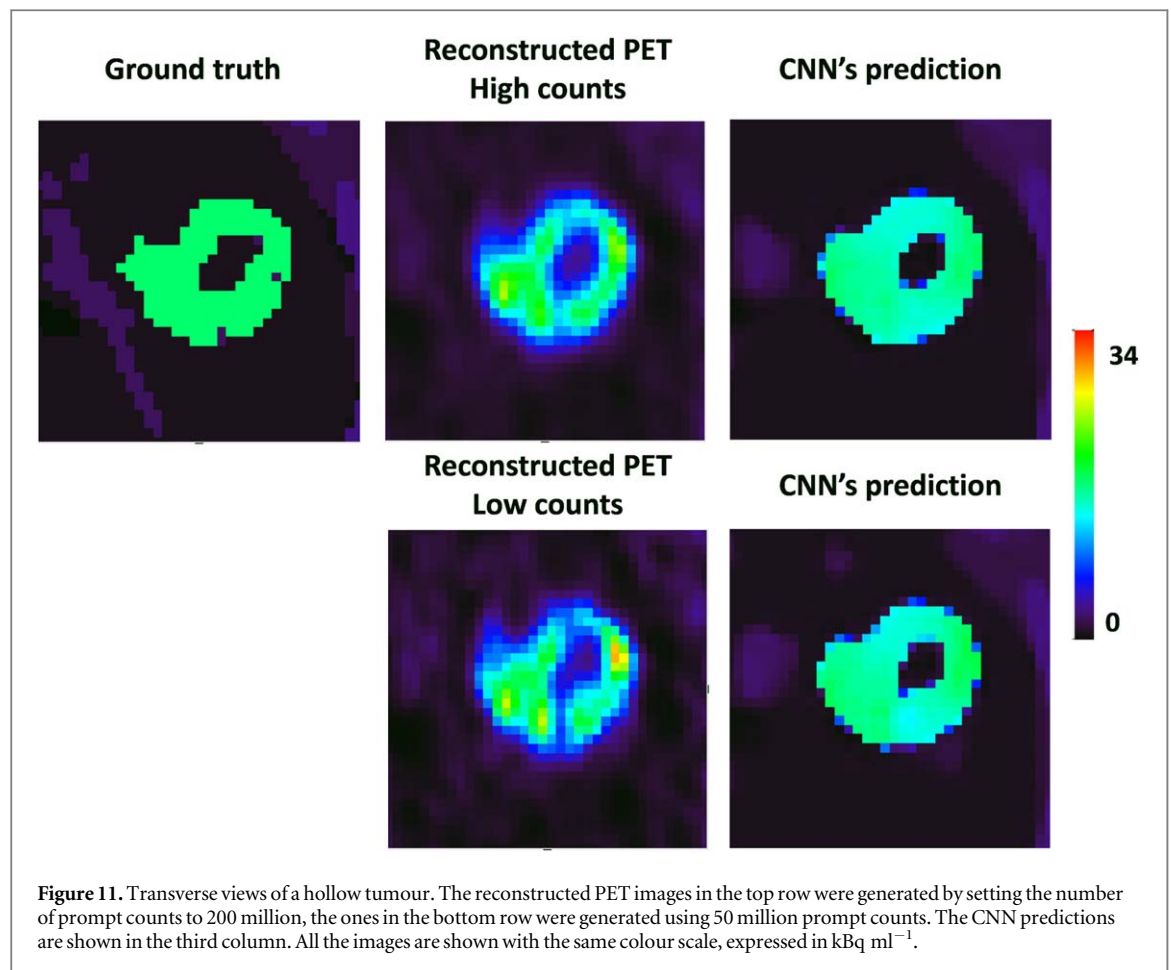 Ground truth
Reconstructed PET
High counts
CNN's prediction
34
0
Reconstructed PET
Low counts
CNN's prediction
Figure 11. Transverse views of a hollow tumour. The reconstructed PET images in the top row were generated by setting the number
of prompt counts to 200 million, the ones in the bottom row were generated using 50 million prompt counts. The CNN predictions
are shown in the third column. All the images are shown with the same colour scale, expressed in kBq ml⁻¹.